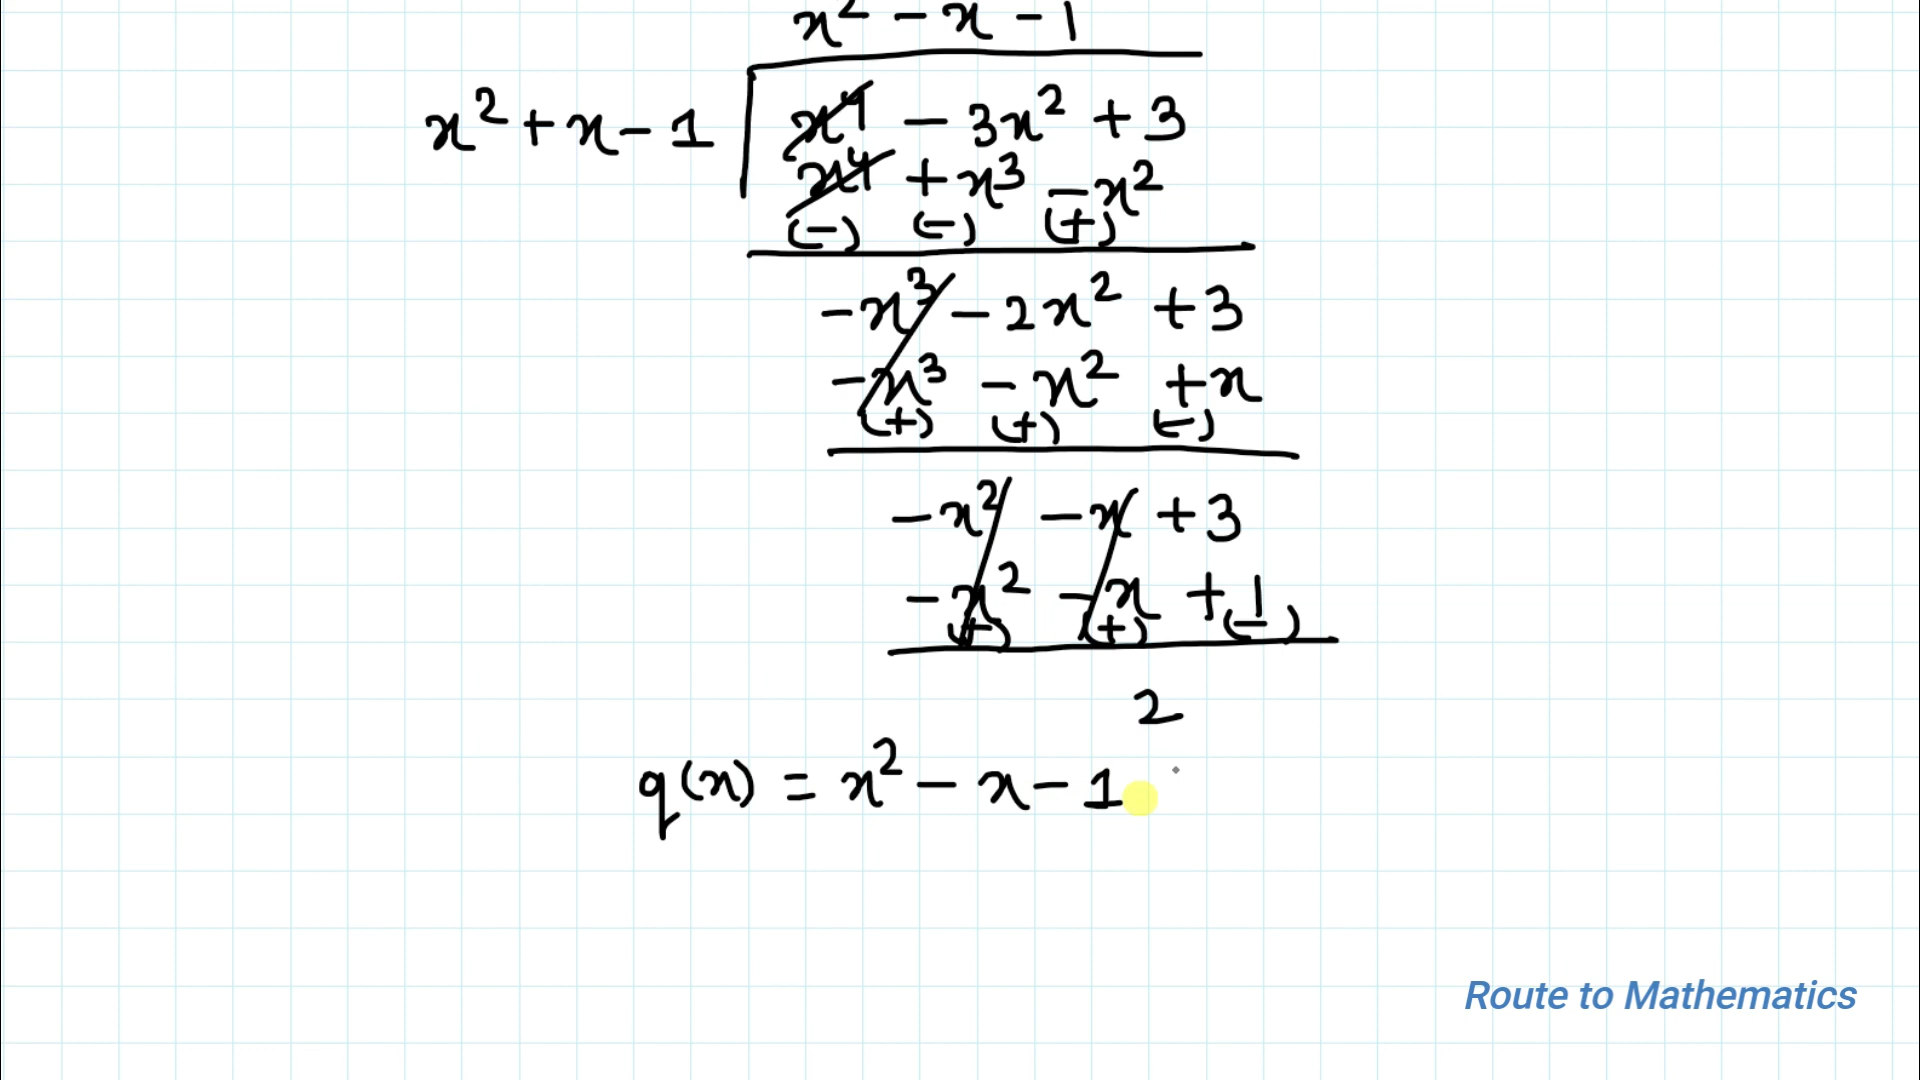 x² - x - 1
x² + x - 1 x⁴ - 3x² + 3
x⁴ + x³ - x²
(-) (-) (+)
-x³ - 2x² + 3
-x³ - x² + x
(+) (+) (-)
-x² - x + 3
-x² - x + 1
(+) (+) (-)
2
q(x) = x² - x - 1
Route to Mathematics